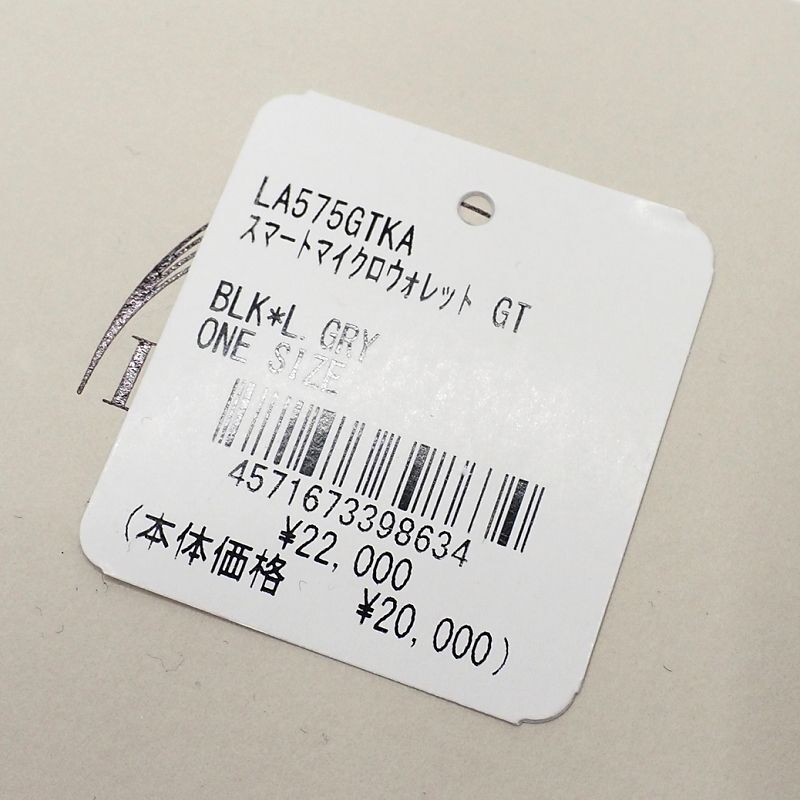 LA575GTKA
スマートマイクロウォレット GT
BLK*L.GRY
ONE SIZE
4571673398634
¥22,000
(本体価格 ¥20,000)